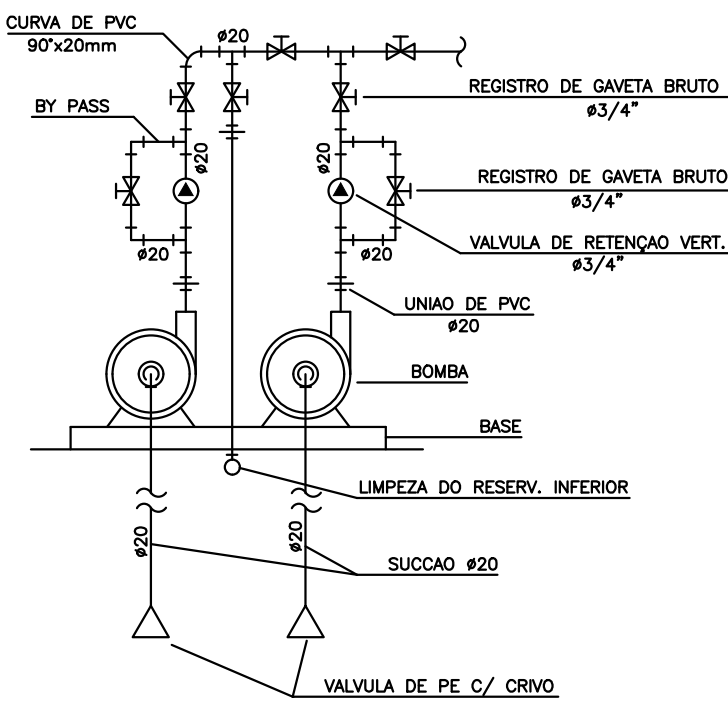 CURVA DE PVC
90°x20mm
ø20
REGISTRO DE GAVETA BRUTO
ø3/4"
BY PASS
ø20
ø20
REGISTRO DE GAVETA BRUTO
ø3/4"
VALVULA DE RETENÇAO VERT.
ø3/4"
ø20
ø20
UNIAO DE PVC
ø20
BOMBA
BASE
LIMPEZA DO RESERV. INFERIOR
ø20
ø20
SUCCAO ø20
VALVULA DE PE C/ CRIVO